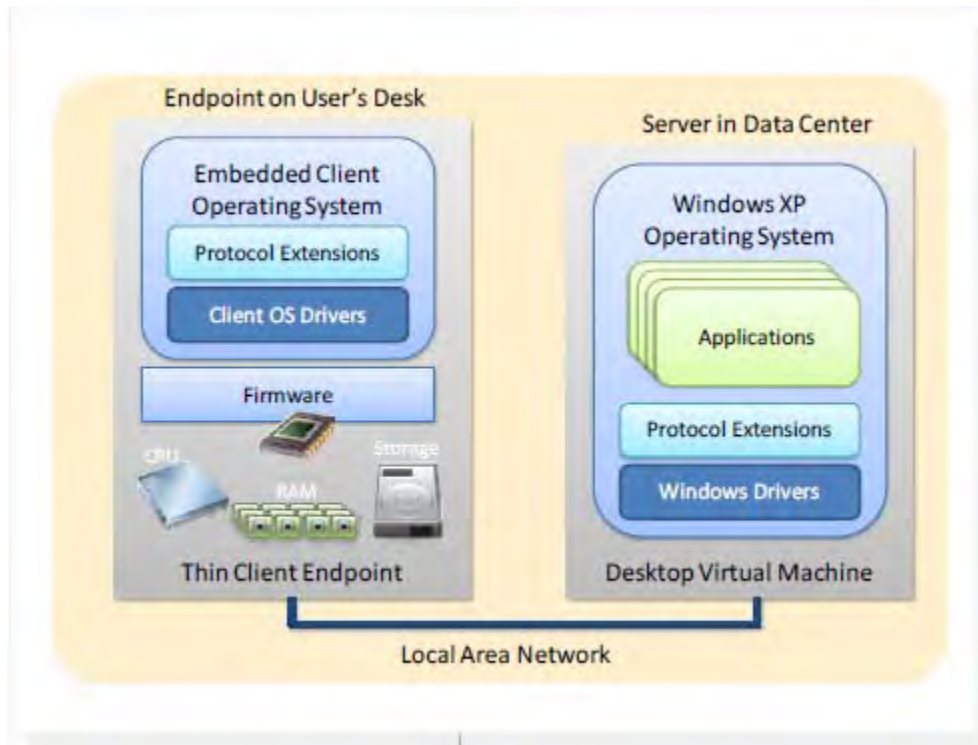 Endpoint on User's Desk
Embedded Client
Operating System
Protocol Extensions
Client OS Drivers
Firmware
CPU
RAM
Storage
Thin Client Endpoint
Server in Data Center
Windows XP
Operating System
Applications
Protocol Extensions
Windows Drivers
Desktop Virtual Machine
Local Area Network